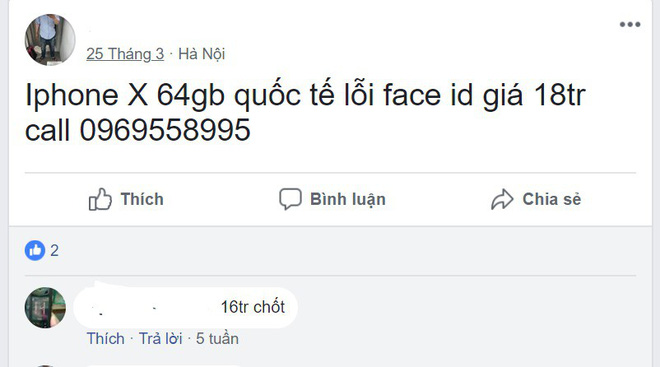 25 Tháng 3 · Hà Nội
Iphone X 64gb quốc tế lỗi face id giá 18tr
call 0969558995
Thích Bình luận Chia sẻ
2
16tr chốt
Thích · Trả lời · 5 tuần